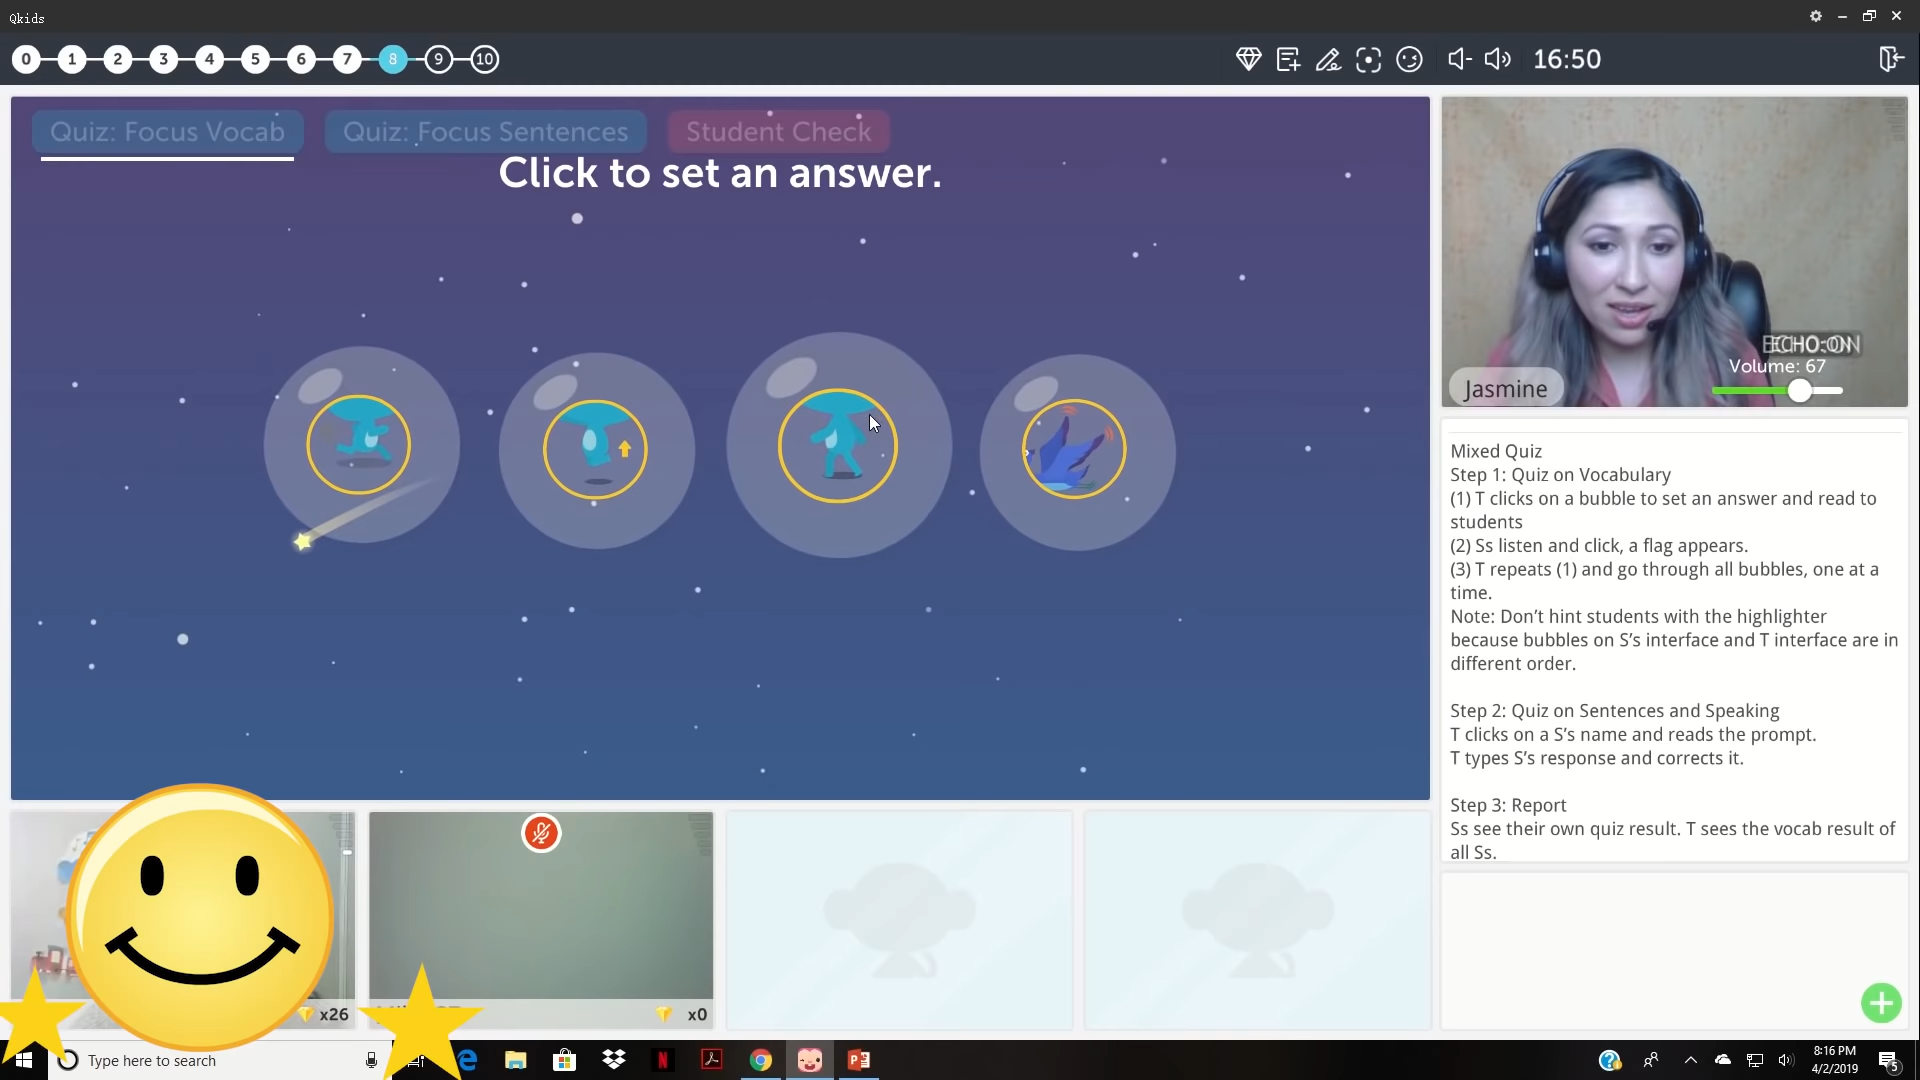 Qkids
0 1 2 3 4 5 6 7 8 9 10
16:50
Quiz: Focus Vocab
Quiz: Focus Sentences
Student Check
Click to set an answer.
ECHO:ON
Volume: 67
Jasmine
Mixed Quiz
Step 1: Quiz on Vocabulary
(1) T clicks on a bubble to set an answer and read to
students
(2) Ss listen and click, a flag appears.
(3) T repeats (1) and go through all bubbles, one at a
time.
Note: Don't hint students with the highlighter
because bubbles on S's interface and T interface are in
different order.
Step 2: Quiz on Sentences and Speaking
T clicks on a S's name and reads the prompt.
T types S's response and corrects it.
Step 3: Report
Ss see their own quiz result. T sees the vocab result of
all Ss.
x26
x0
Type here to search
8:16 PM
4/2/2019
5